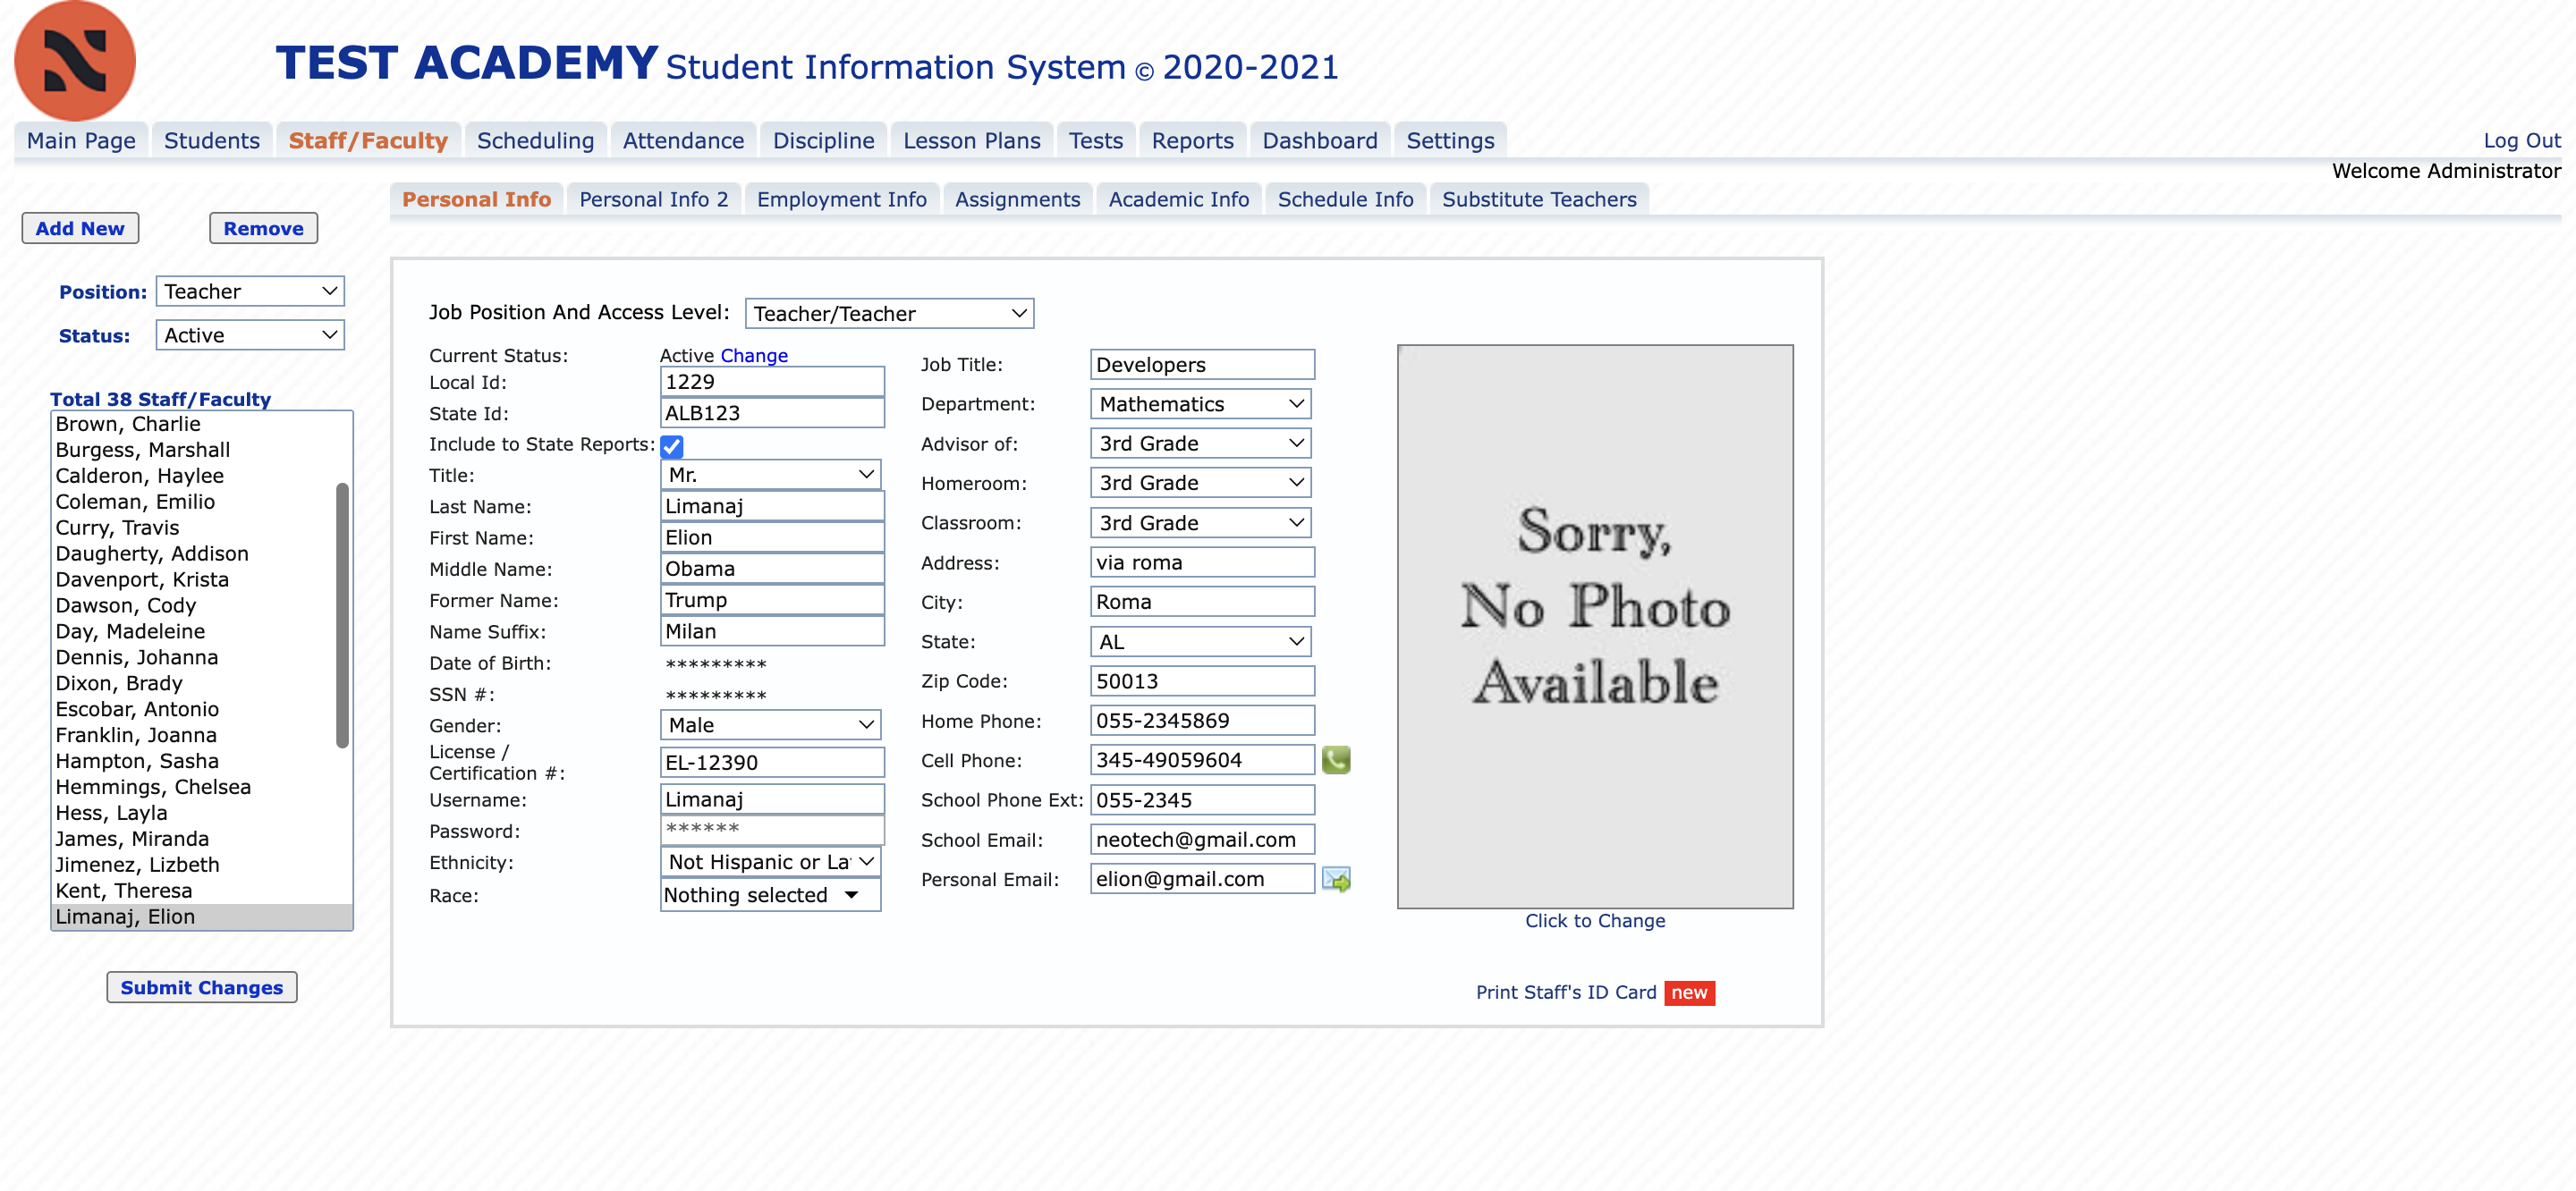 TEST ACADEMY Student Information System © 2020-2021
Main Page Students Staff/Faculty Scheduling Attendance Discipline Lesson Plans Tests Reports Dashboard Settings Log Out
Welcome Administrator
Personal Info Personal Info 2 Employment Info Assignments Academic Info Schedule Info Substitute Teachers
Add New Remove
Position: Teacher
Status: Active
Total 38 Staff/Faculty
Brown, Charlie
Burgess, Marshall
Calderon, Haylee
Coleman, Emilio
Curry, Travis
Daugherty, Addison
Davenport, Krista
Dawson, Cody
Day, Madeleine
Dennis, Johanna
Dixon, Brady
Escobar, Antonio
Franklin, Joanna
Hampton, Sasha
Hemmings, Chelsea
Hess, Layla
James, Miranda
Jimenez, Lizbeth
Kent, Theresa
Limanaj, Elion
Submit Changes
Job Position And Access Level: Teacher/Teacher
Current Status: Active Change
Local Id: 1229
State Id: ALB123
Include to State Reports:
Title: Mr.
Last Name: Limanaj
First Name: Elion
Middle Name: Obama
Former Name: Trump
Name Suffix: Milan
Date of Birth: *********
SSN #: *********
Gender: Male
License /
Certification #: EL-12390
Username: Limanaj
Password: ******
Ethnicity: Not Hispanic or La
Race: Nothing selected
Job Title: Developers
Department: Mathematics
Advisor of: 3rd Grade
Homeroom: 3rd Grade
Classroom: 3rd Grade
Address: via roma
City: Roma
State: AL
Zip Code: 50013
Home Phone: 055-2345869
Cell Phone: 345-49059604
School Phone Ext: 055-2345
School Email: neotech@gmail.com
Personal Email: elion@gmail.com
Sorry,
No Photo
Available
Click to Change
Print Staff's ID Card new